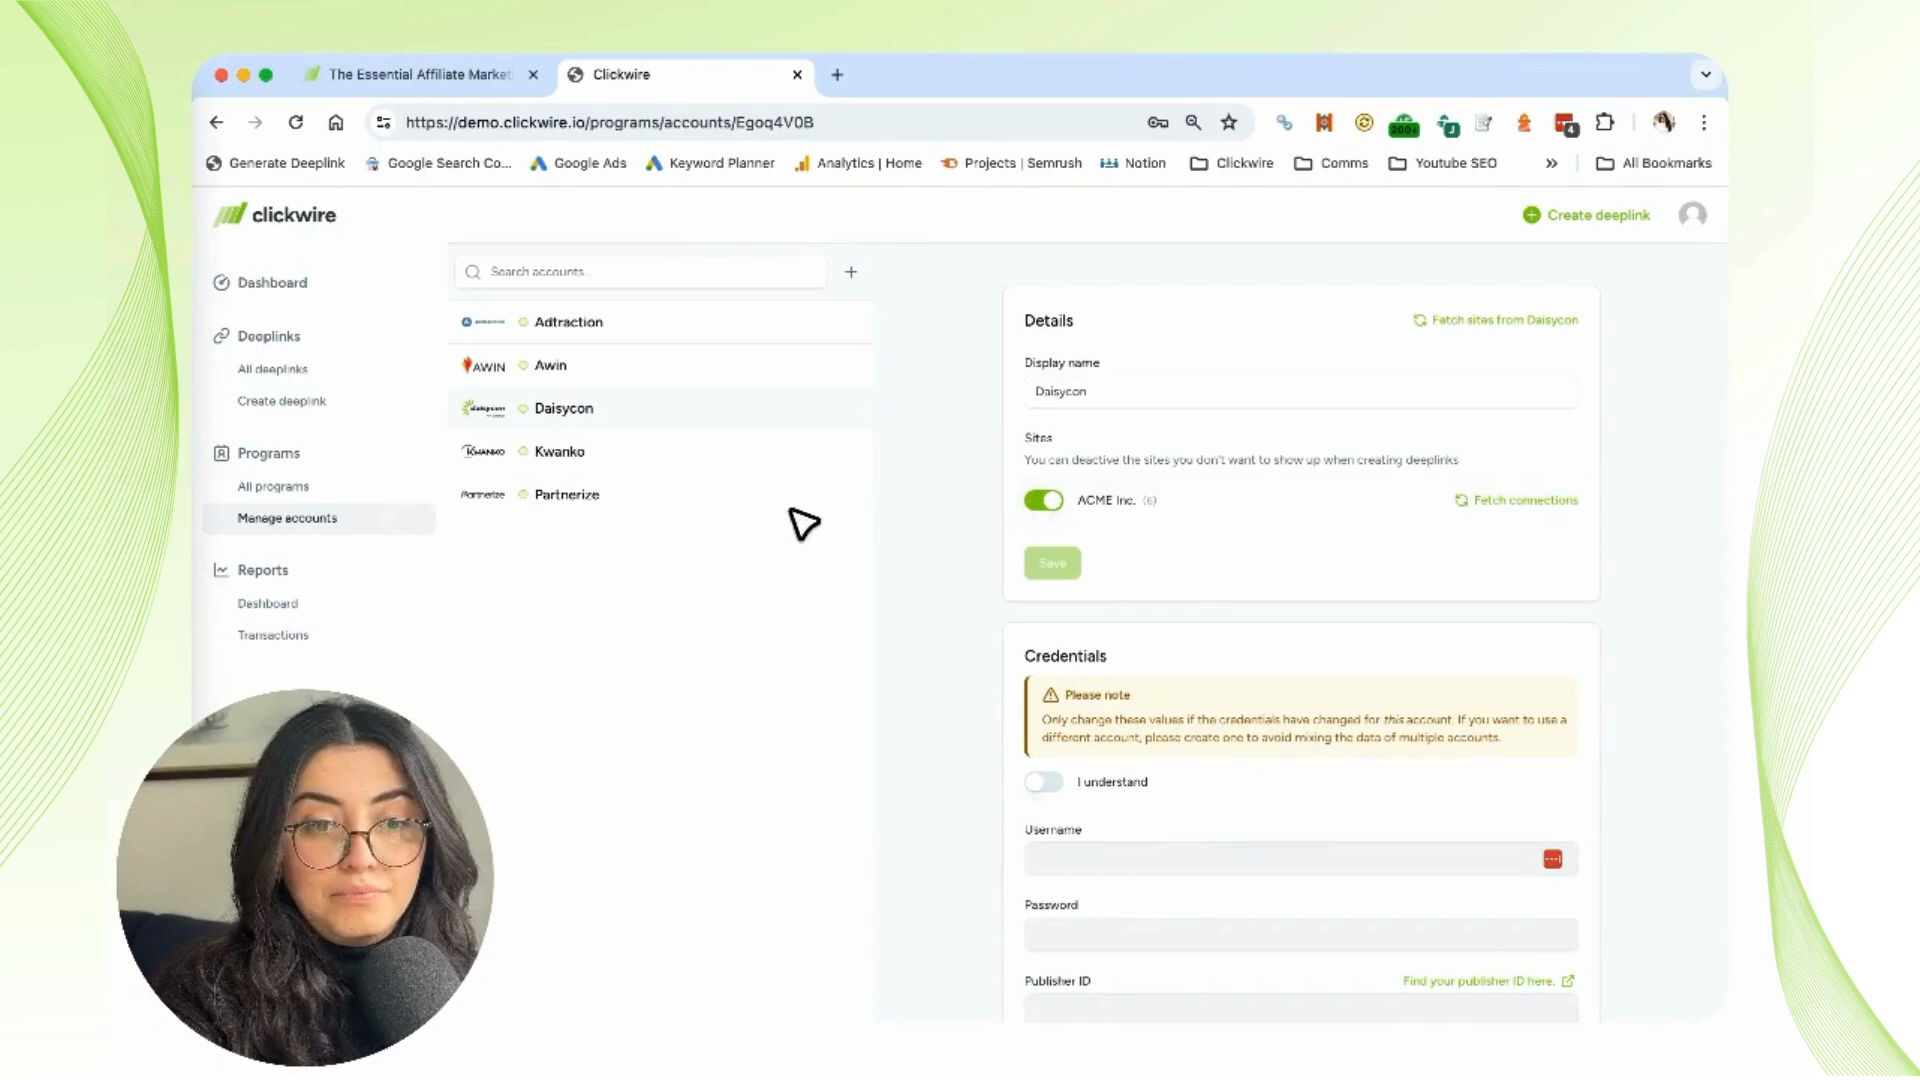 The Essential Affiliate Market
Clickwire
https://demo.clickwire.io/programs/accounts/Egoq4V0B
200+
J
4
Generate Deeplink
Google Search Co...
Google Ads
Keyword Planner
Analytics | Home
Projects | Semrush
Notion
Clickwire
Comms
Youtube SEO
All Bookmarks
clickwire
Create deeplink
Dashboard
Deeplinks
All deeplinks
Create deeplink
Programs
All programs
Manage accounts
Reports
Dashboard
Transactions
Search accounts...
Adtraction
AWIN
Awin
daisycon
Daisycon
KWANKO
Kwanko
Partnerize
Partnerize
Details
Fetch sites from Daisycon
Display name
Daisycon
Sites
You can deactive the sites you don't want to show up when creating deeplinks
ACME Inc. (6)
Fetch connections
Save
Credentials
Please note
Only change these values if the credentials have changed for this account. If you want to use a
different account, please create one to avoid mixing the data of multiple accounts.
I understand
Username
Password
Publisher ID
Find your publisher ID here.